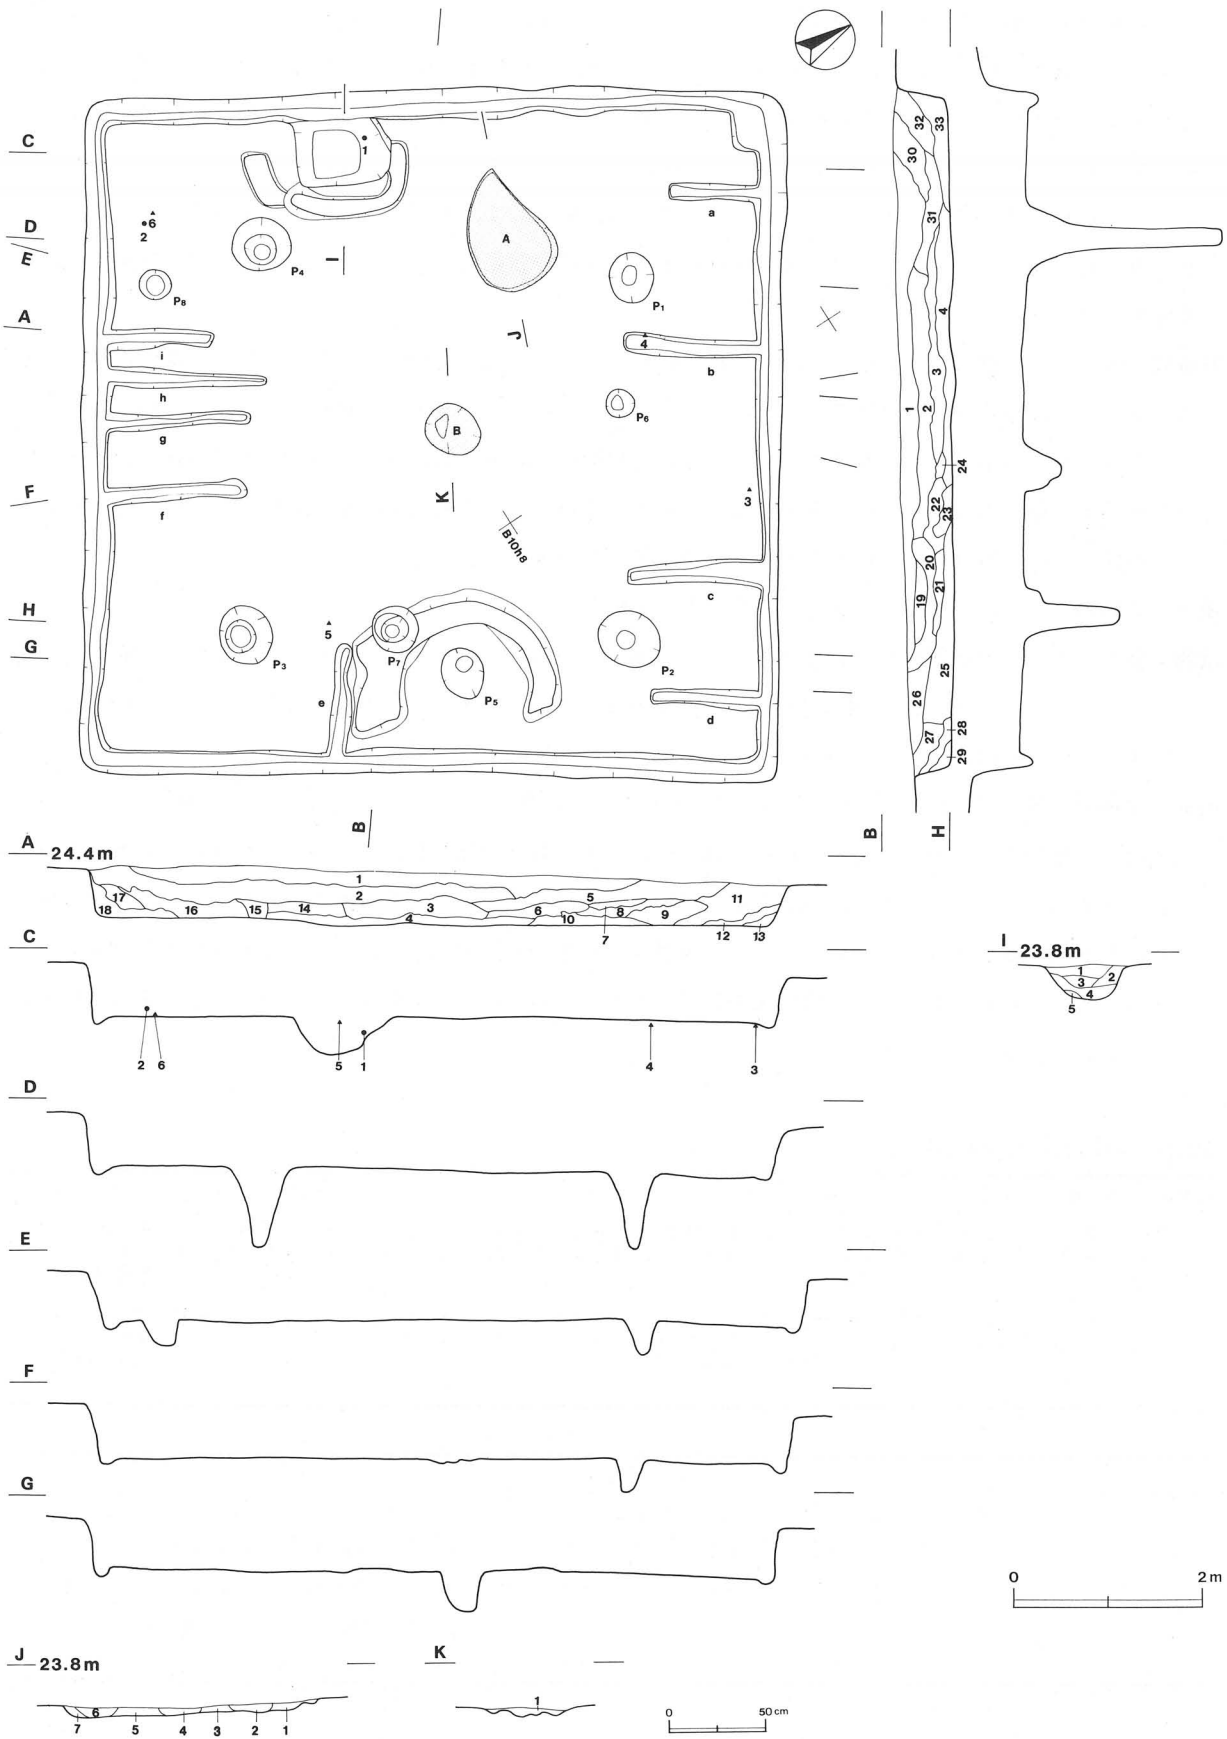 C
D
E
A
F
H
G
1
6
2
P4
I
A
P8
P1
a
i
J
4
b
h
B
P6
g
K
3
f
B10h8
c
5
P3
P7
P5
P2
e
d
B
32
33
30
31
4
3
1
2
24
22
23
20
19
21
25
26
28
27
29
B
H
A 24.4m
1
2
17
18
16
15
14
3
4
5
6
10
8
9
11
7
12
13
C
2
6
5
1
4
3
I 23.8m
1
2
3
4
5
D
E
F
G
0
2m
J 23.8m
6
7
5
4
3
2
1
K
1
0
50cm